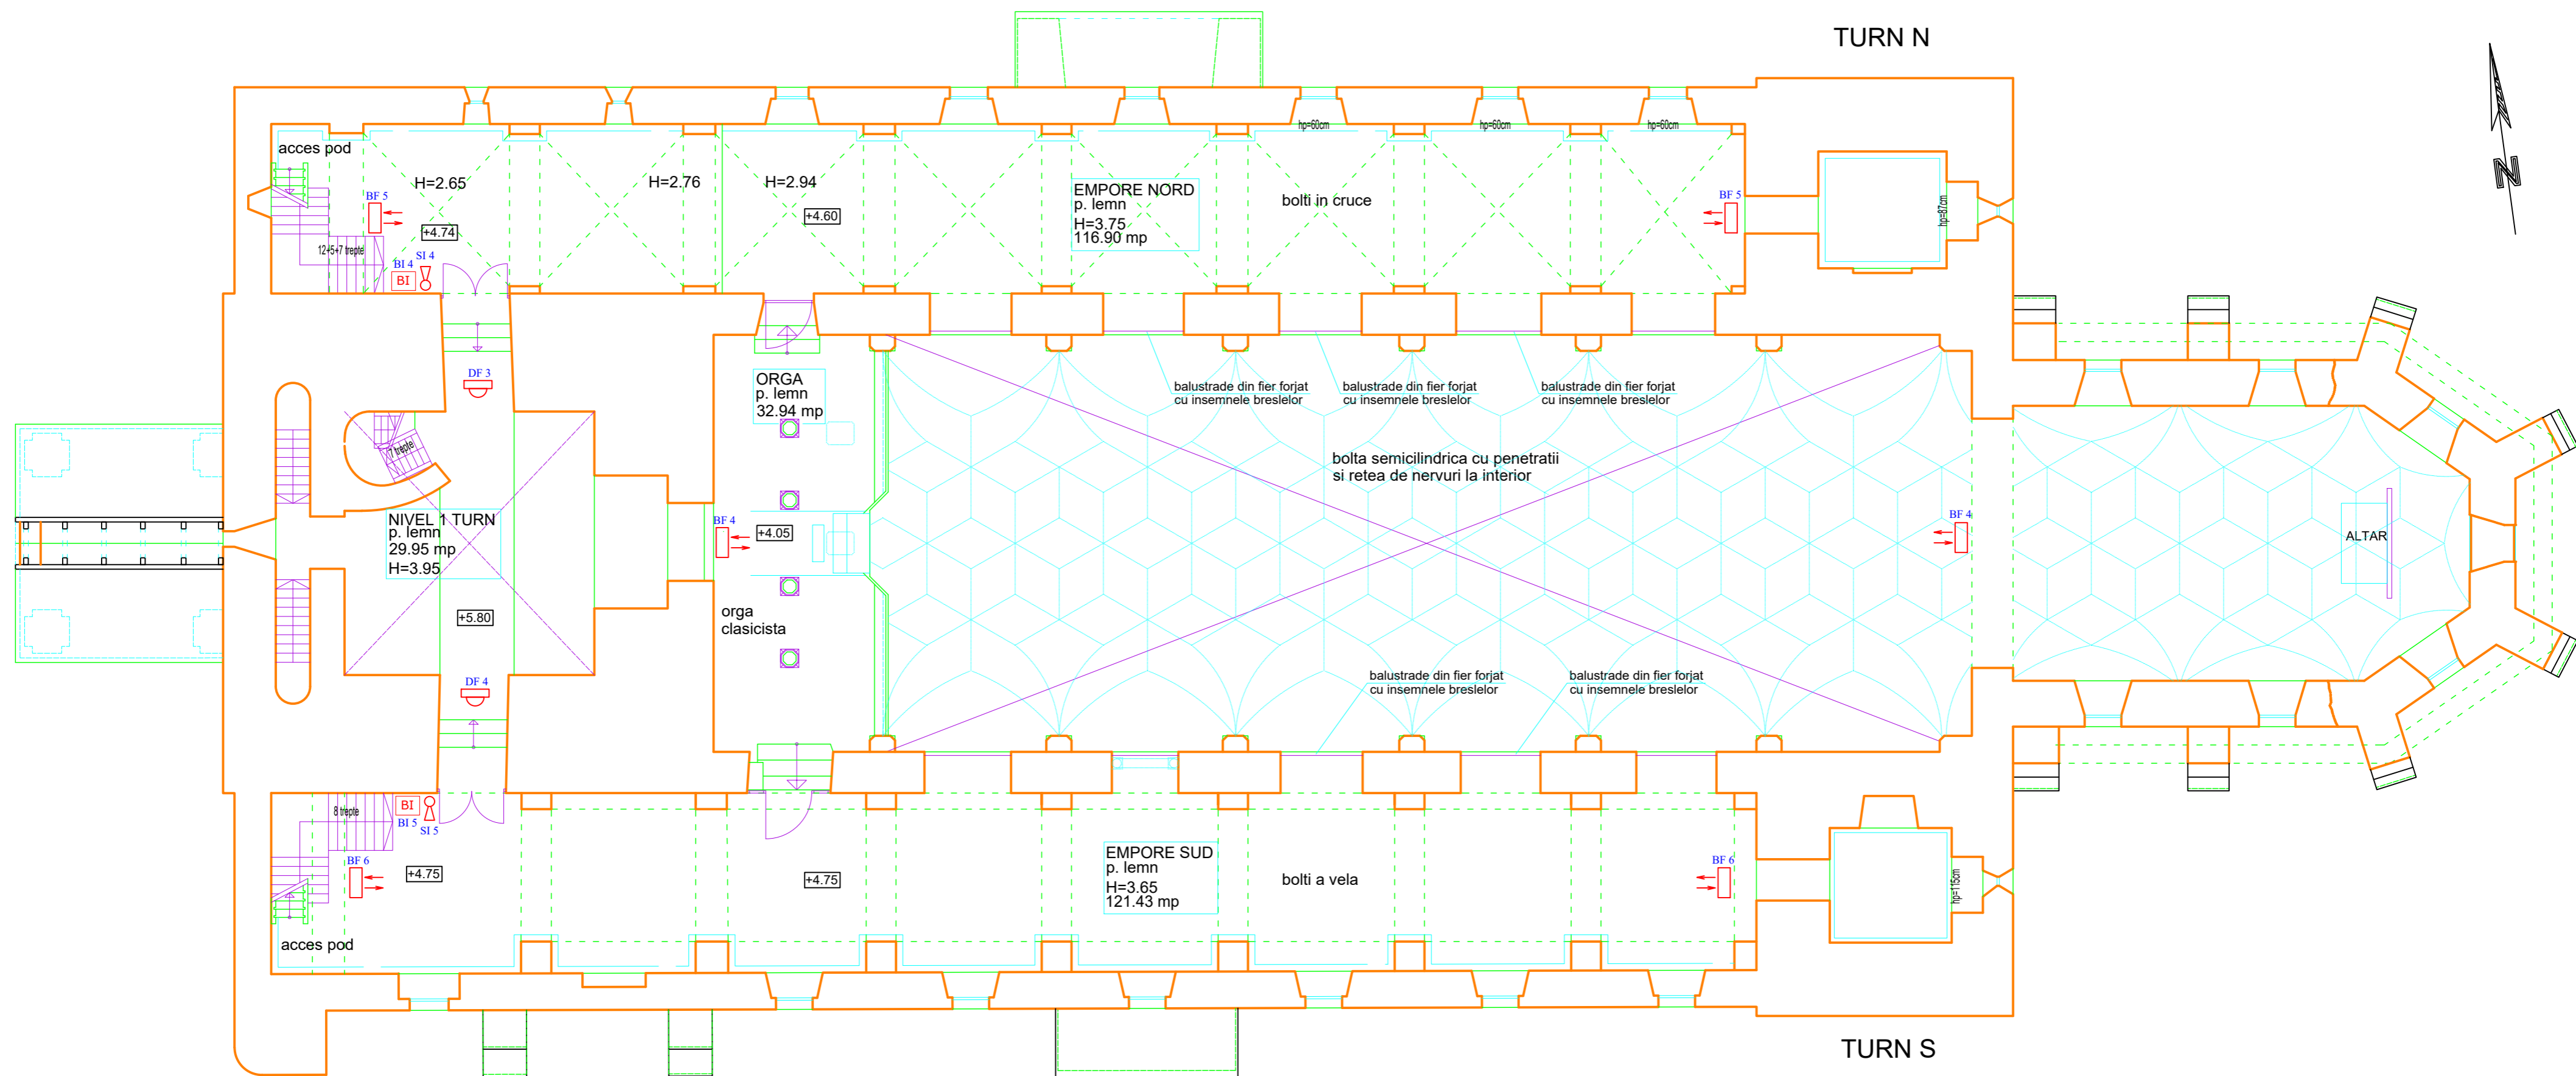 TURN N
N
hp=60cm
hp=60cm
hp=60cm
acces pod
H=2.65
H=2.76
H=2.94
EMPORE NORD
p. lemn
H=3.75
116.90 mp
bolti in cruce
BF 5
BF 5
+4.60
+4.74
hp=87cm
12+5+7 trepte
BI 4
SI 4
BI
DF 3
ORGA
p. lemn
32.94 mp
balustrade din fier forjat
cu insemnele breslelor
balustrade din fier forjat
cu insemnele breslelor
balustrade din fier forjat
cu insemnele breslelor
7 trepte
bolta semicilindrica cu penetratii
si retea de nervuri la interior
NIVEL 1 TURN
p. lemn
29.95 mp
H=3.95
BF 4
+4.05
BF 4
ALTAR
+5.80
orga
clasicista
DF 4
balustrade din fier forjat
cu insemnele breslelor
balustrade din fier forjat
cu insemnele breslelor
8 trepte
BI
BI 5
SI 5
BF 6
+4.75
+4.75
EMPORE SUD
p. lemn
H=3.65
121.43 mp
bolti a vela
BF 6
hp=115cm
acces pod
TURN S